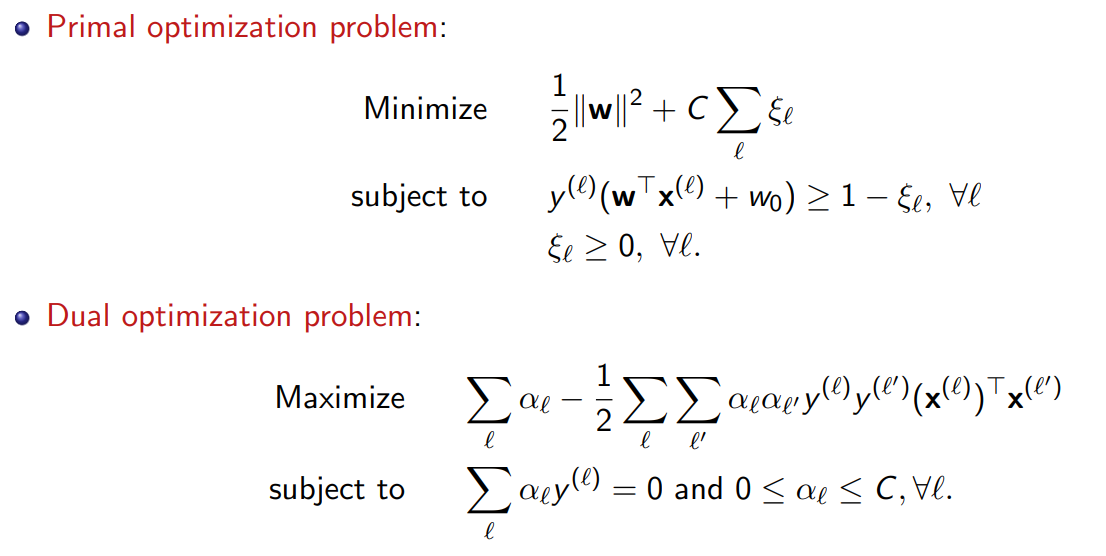 • Primal optimization problem:
Minimize $\frac{1}{2}\|\mathbf{w}\|^2 + C \sum_{\ell} \xi_{\ell}$
subject to $y^{(\ell)}(\mathbf{w}^{\top}\mathbf{x}^{(\ell)} + w_0) \geq 1 - \xi_{\ell},\ \forall \ell$
$\xi_{\ell} \geq 0,\ \forall \ell.$
• Dual optimization problem:
Maximize $\sum_{\ell} \alpha_{\ell} - \frac{1}{2} \sum_{\ell} \sum_{\ell'} \alpha_{\ell} \alpha_{\ell'} y^{(\ell)} y^{(\ell')} (\mathbf{x}^{(\ell)})^{\top} \mathbf{x}^{(\ell')}$
subject to $\sum_{\ell} \alpha_{\ell} y^{(\ell)} = 0$ and $0 \leq \alpha_{\ell} \leq C, \forall \ell.$